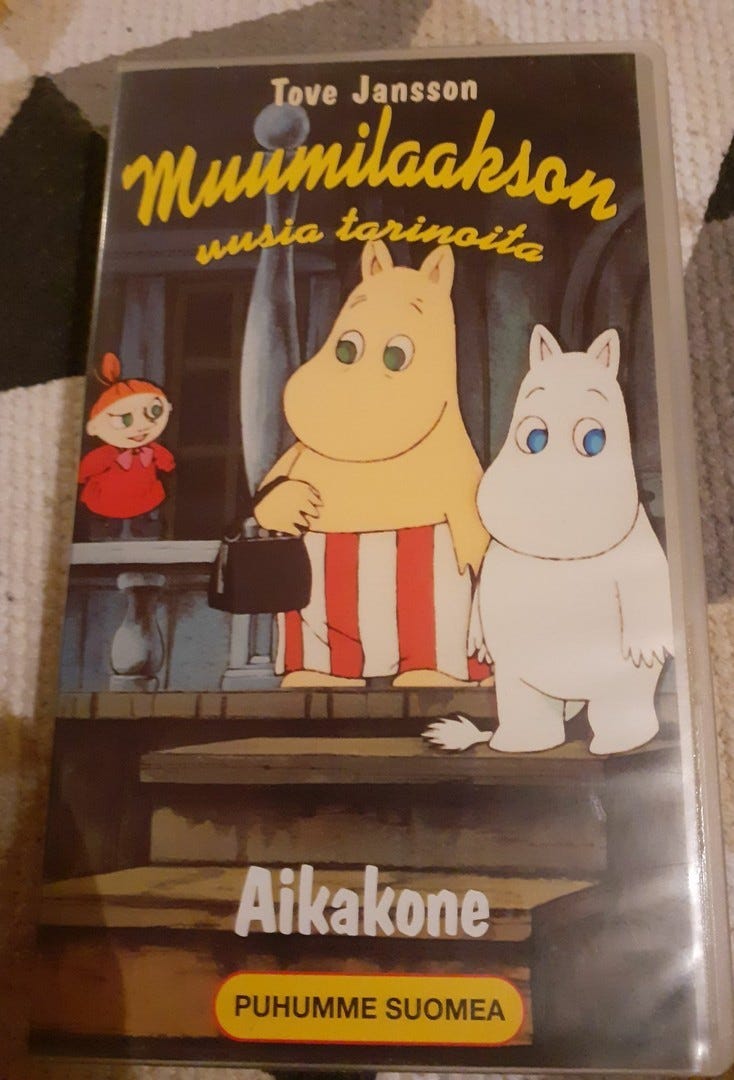 Tove Jansson
Muumilaakson
uusia tarinoita
Aikakone
PUHUMME SUOMEA